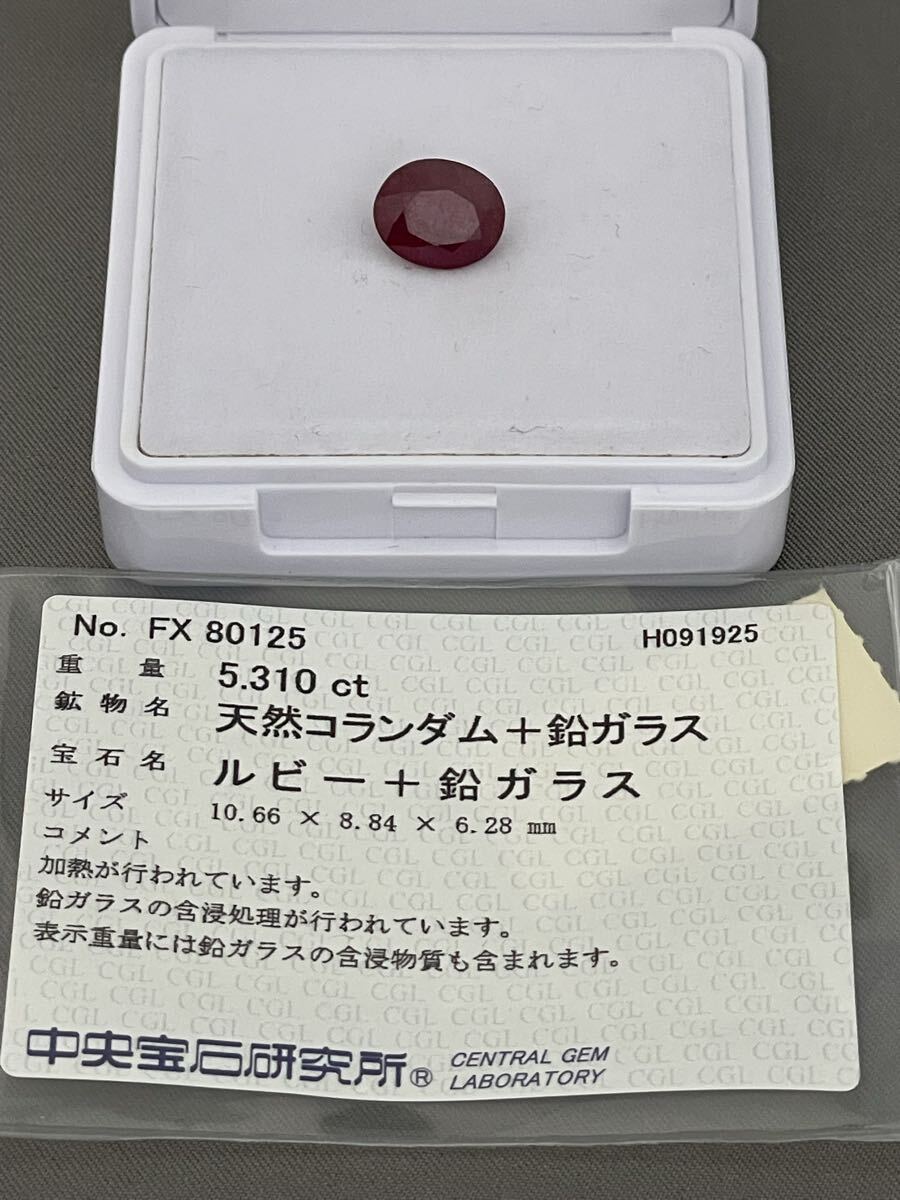 No. FX 80125 H091925
重量 5.310 ct
鉱物名 天然コランダム＋鉛ガラス
宝石名 ルビー＋鉛ガラス
サイズ 10.66 × 8.84 × 6.28 mm
コメント
加熱が行われています。
鉛ガラスの含浸処理が行われています。
表示重量には鉛ガラスの含浸物質も含まれます。
中央宝石研究所® CENTRAL GEM
LABORATORY